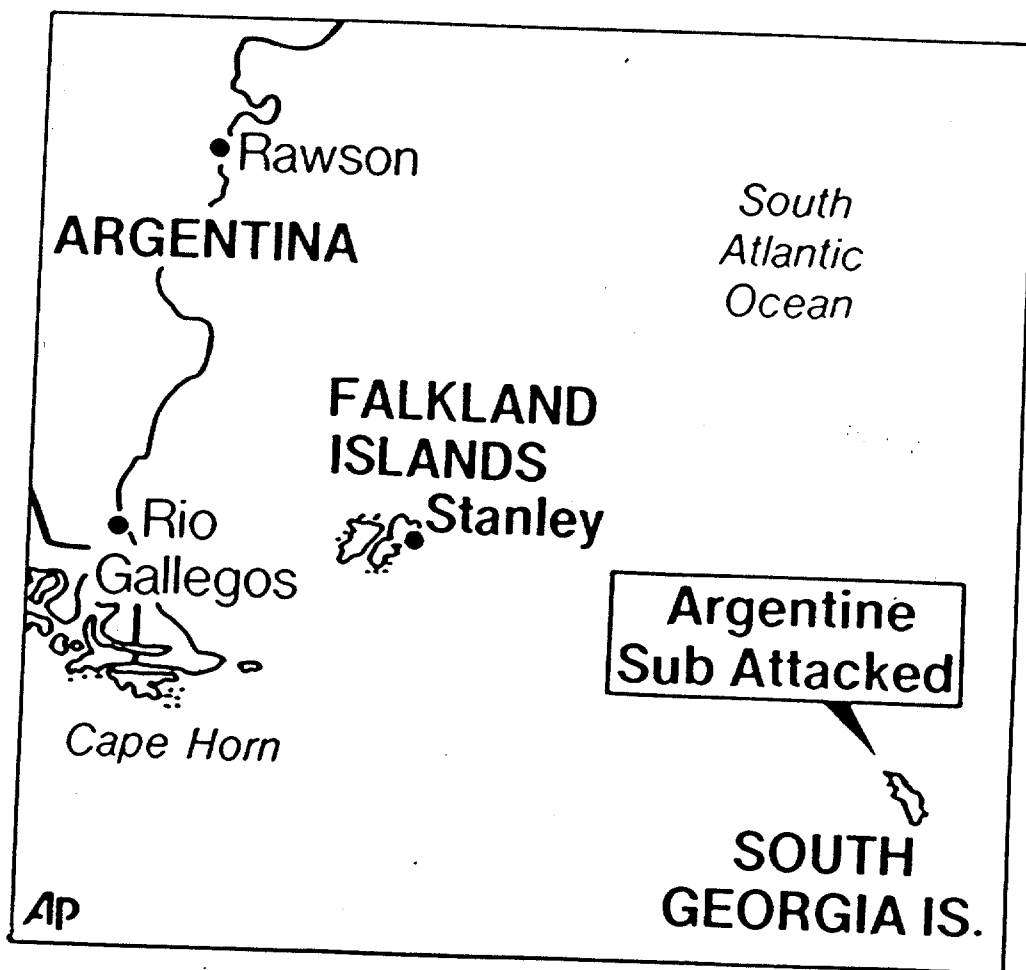 Rawson
ARGENTINA
South
Atlantic
Ocean
FALKLAND
ISLANDS
Stanley
Rio
Gallegos
Argentine
Sub Attacked
Cape Horn
SOUTH
GEORGIA IS.
AP